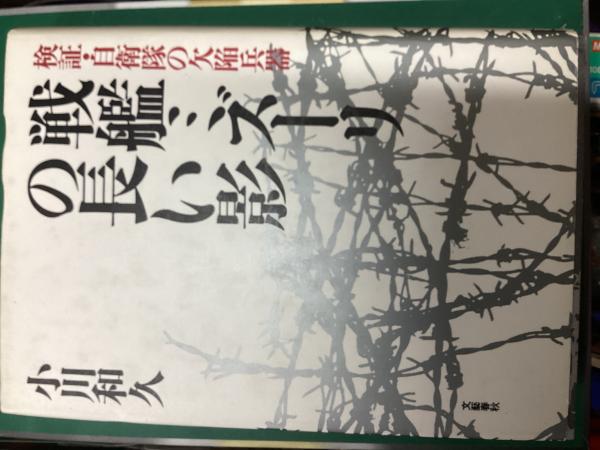 検証・自衛隊の欠陥兵器
戦艦ミズーリ
の長い影
小川和久
文藝春秋